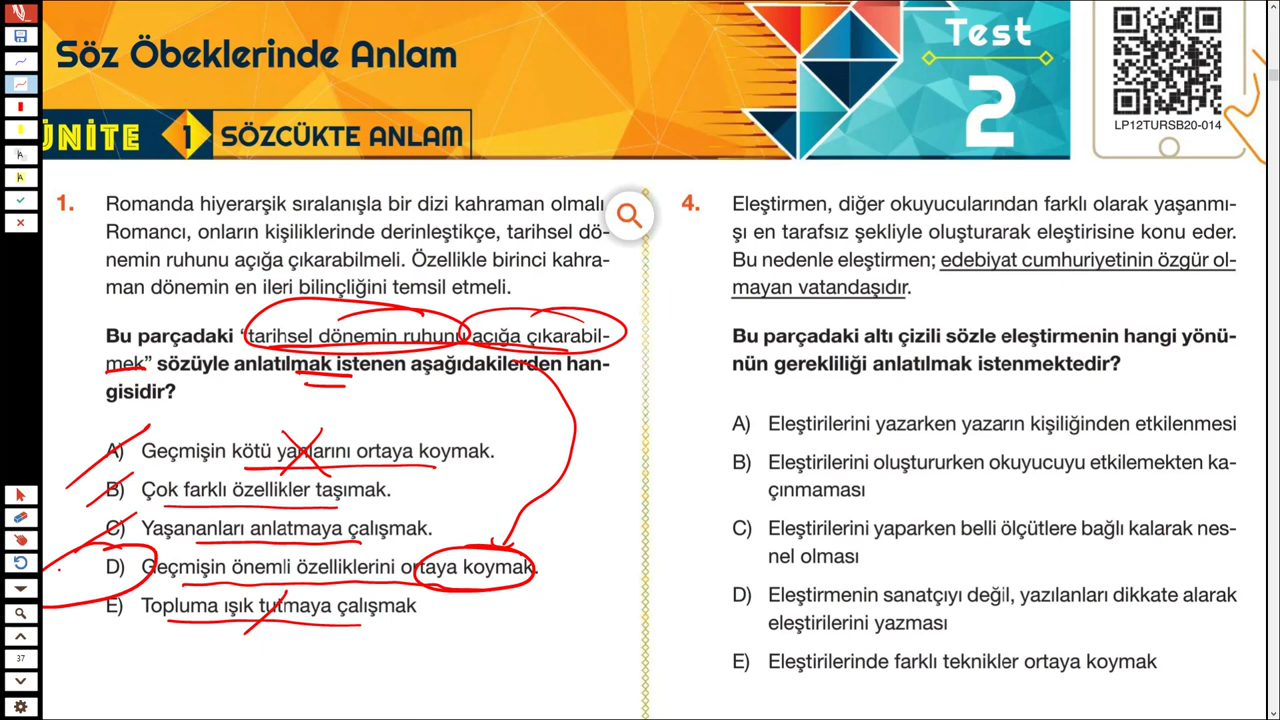 Söz Öbeklerinde Anlam
Test
2
LP12TURSB20-014
ÜNİTE 1 SÖZCÜKTE ANLAM
1. Romanda hiyerarşik sıralanışla bir dizi kahraman olmalı
Romancı, onların kişiliklerinde derinleştikçe, tarihsel dö-
nemin ruhunu açığa çıkarabilmeli. Özellikle birinci kahra-
man dönemin en ileri bilinçliğini temsil etmeli.
Bu parçadaki “tarihsel dönemin ruhunu açığa çıkarabil-
mek” sözüyle anlatılmak istenen aşağıdakilerden han-
gisidir?
A) Geçmişin kötü yanlarını ortaya koymak.
B) Çok farklı özellikler taşımak.
C) Yaşananları anlatmaya çalışmak.
D) Geçmişin önemli özelliklerini ortaya koymak.
E) Topluma ışık tutmaya çalışmak
4. Eleştirmen, diğer okuyucularından farklı olarak yaşanmı-
şı en tarafsız şekliyle oluşturarak eleştirisine konu eder.
Bu nedenle eleştirmen; edebiyat cumhuriyetinin özgür ol-
mayan vatandaşıdır.
Bu parçadaki altı çizili sözle eleştirmenin hangi yönü-
nün gerekliliği anlatılmak istenmektedir?
A) Eleştirilerini yazarken yazarın kişiliğinden etkilenmesi
B) Eleştirilerini oluştururken okuyucuyu etkilemekten ka-
çınmaması
C) Eleştirilerini yaparken belli ölçütlere bağlı kalarak nes-
nel olması
D) Eleştirmenin sanatçıyı değil, yazılanları dikkate alarak
eleştirilerini yazması
E) Eleştirilerinde farklı teknikler ortaya koymak
A
A
37